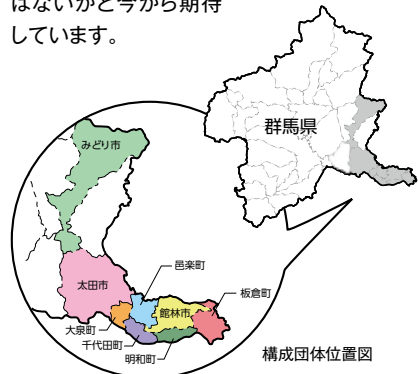 はないかと今から期待
しています。
群馬県
みどり市
邑楽町
太田市
板倉町
館林市
大泉町
千代田町
明和町
構成団体位置図